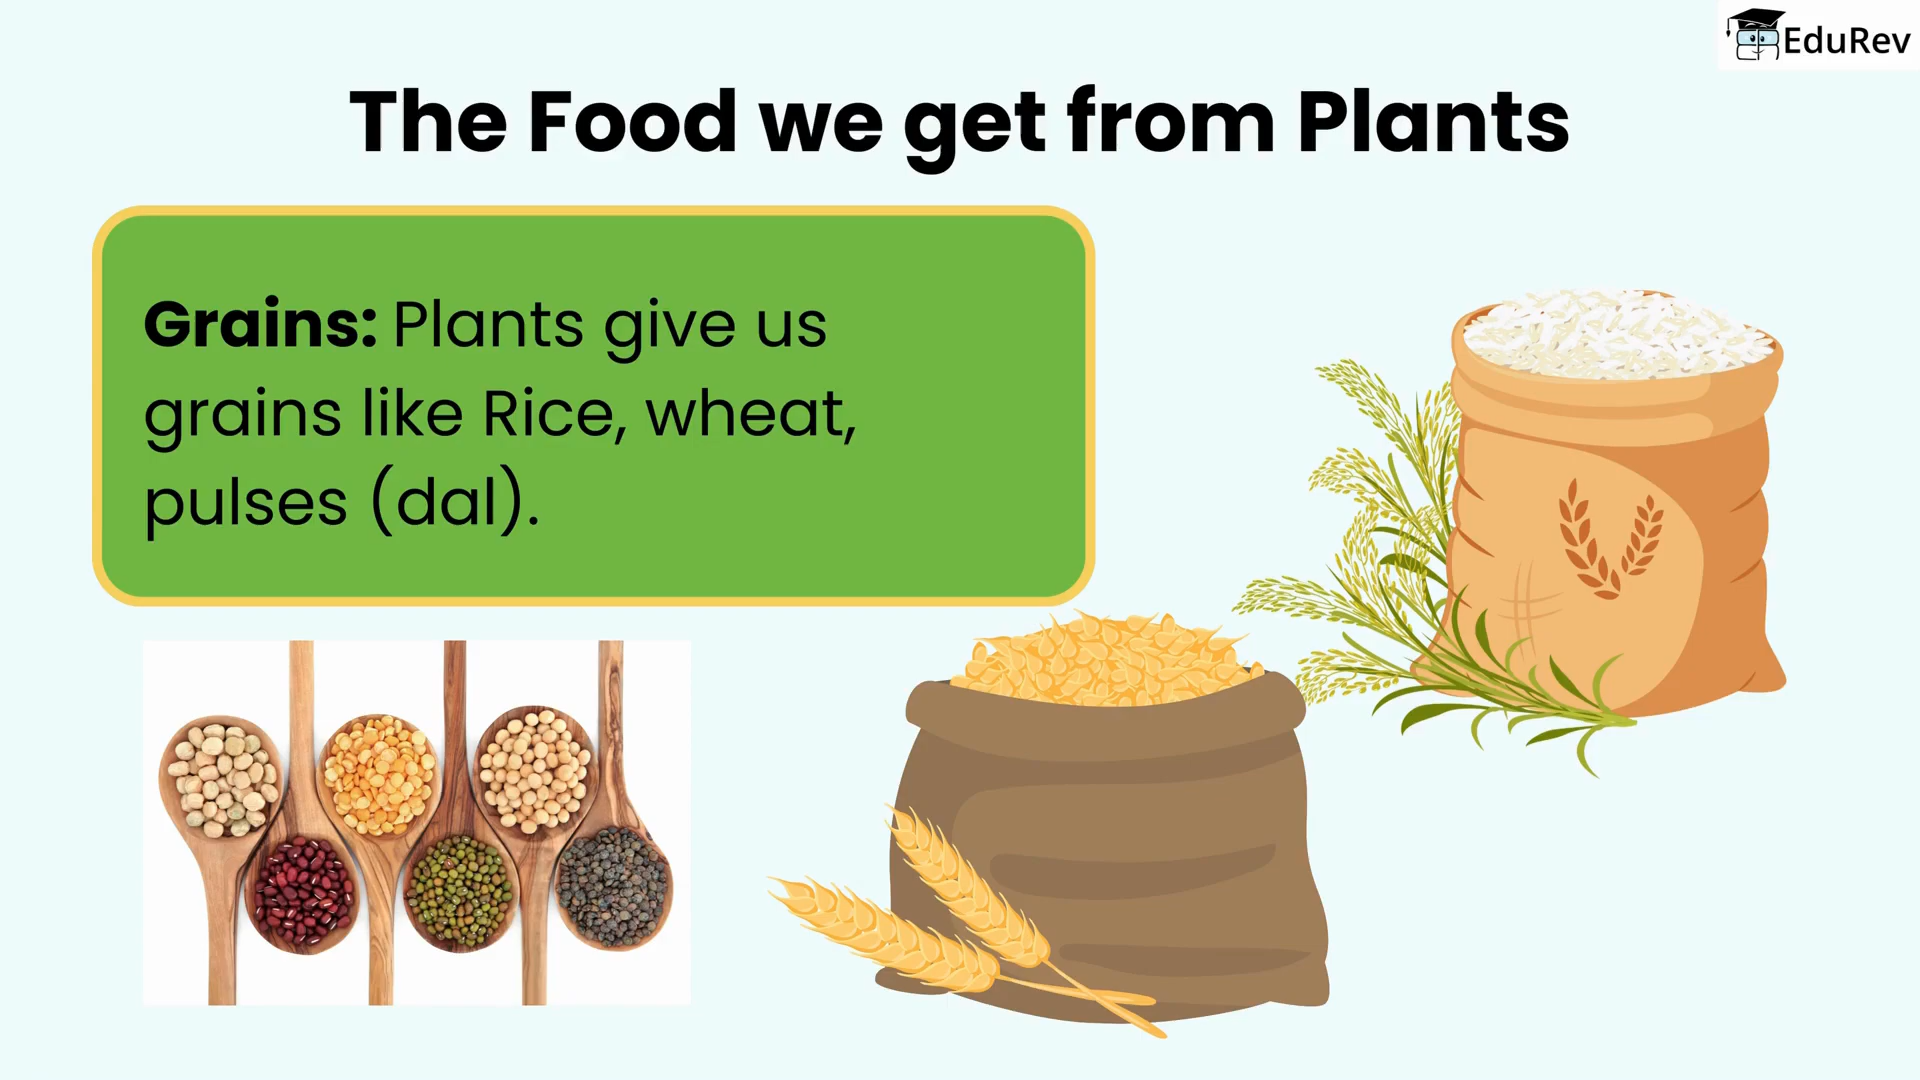 EduRev
The Food we get from Plants
Grains: Plants give us
grains like Rice, wheat,
pulses (dal).